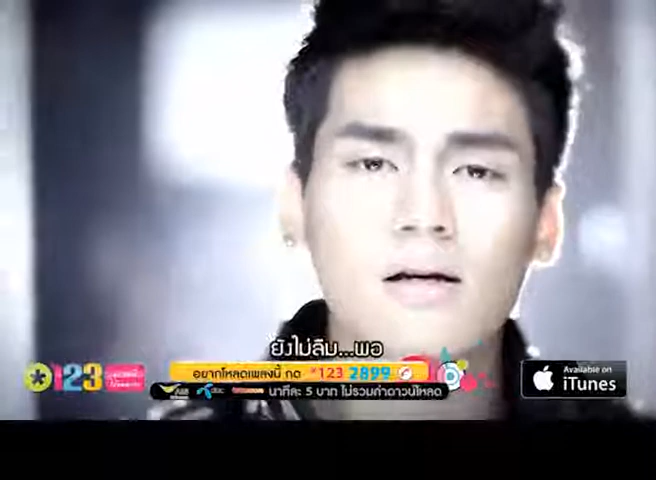 ยังไม่ลืม...พอ
*123
อยากโหลดเพลงนี้ กด *123 2899
dtac
นาทีละ 5 บาท ไม่รวมค่าดาวน์โหลด
Available on
iTunes